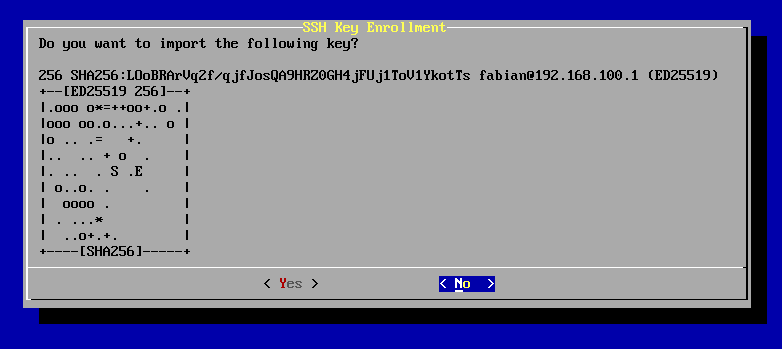 SSH Key Enrollment
Do you want to import the following key?
256 SHA256:LOoBRArVq2f/qjfJosQA9HR20GH4jFUj1ToV1YkotTs fabian@192.168.100.1 (ED25519)
+--[ED25519 256]--+
|.ooo o*=++oo+.o .|
|ooo oo.o...+.. o |
|o .. .=   +.     |
|..  .. + o  .    |
|. ..  . S .E     |
| o..o. .    .    |
|  oooo .         |
| . ...*          |
|  ..o+.+.        |
+----[SHA256]-----+
< Yes > < No >